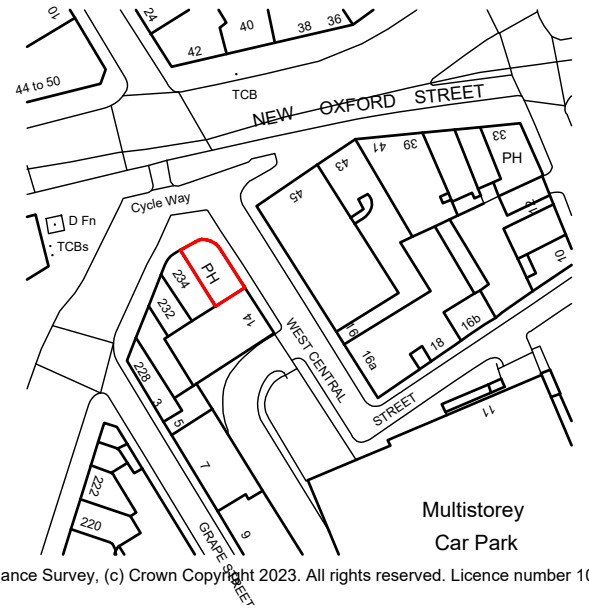 10
24
40
38
36
42
44 to 50
TCB
NEW OXFORD STREET
33
39
41
43
PH
45
Cycle Way
D Fn
TCBs
12
10
PH
234
232
14
WEST CENTRAL
STREET
16
16a
18
16b
228
3
5
7
9
11
222
220
GRAPE STREET
Multistorey
Car Park
ance Survey, (c) Crown Copyright 2023. All rights reserved. Licence number 10